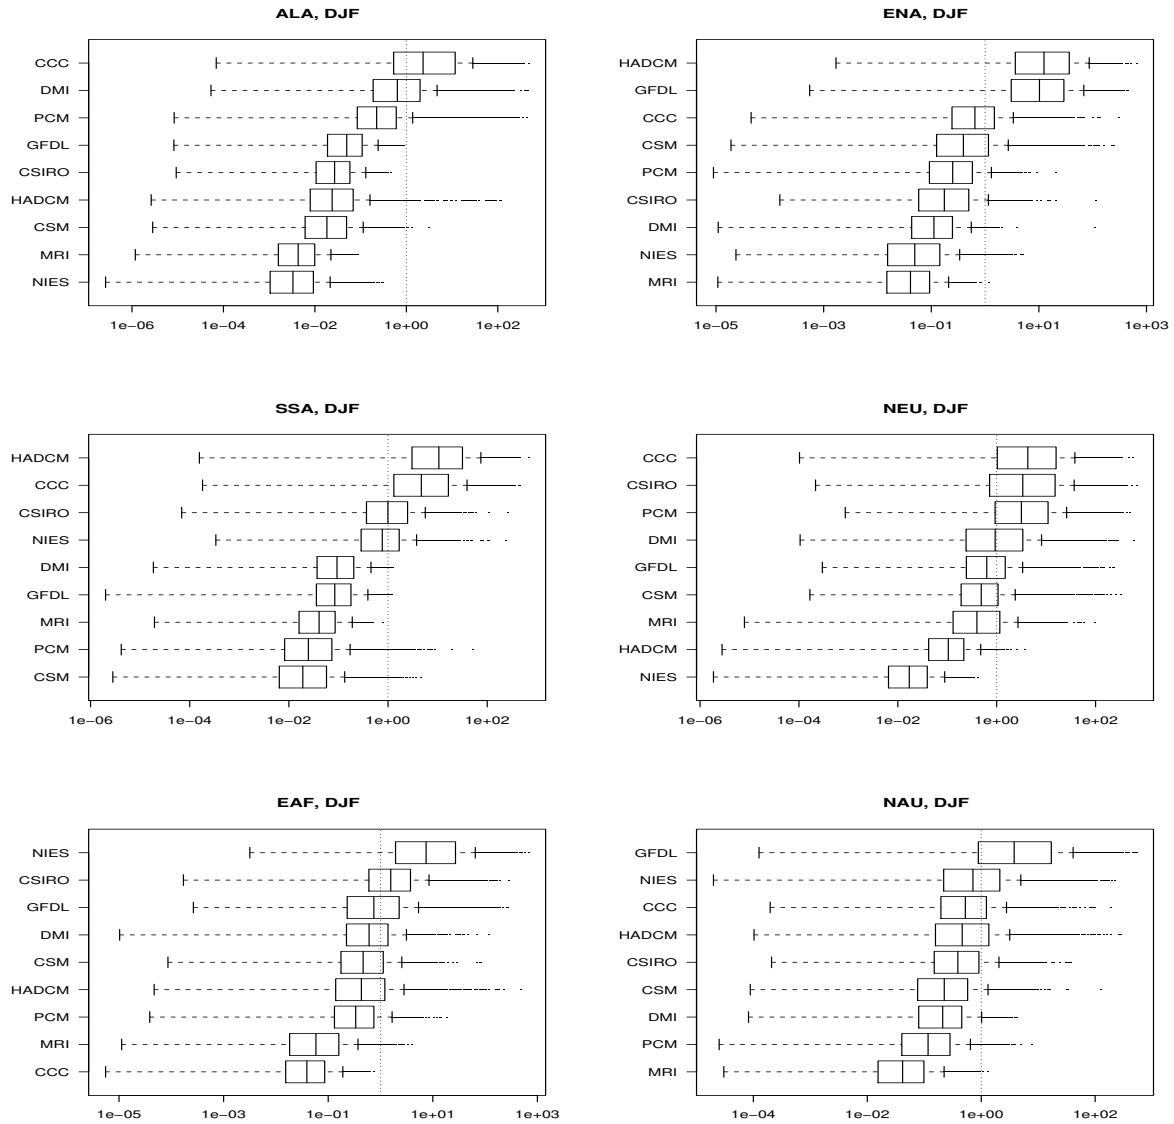 ALA, DJF
CCC
DMI
PCM
GFDL
CSIRO
HADCM
CSM
MRI
NIES
1e−06 1e−04 1e−02 1e+00 1e+02
ENA, DJF
HADCM
GFDL
CCC
CSM
PCM
CSIRO
DMI
NIES
MRI
1e−05 1e−03 1e−01 1e+01 1e+03
SSA, DJF
HADCM
CCC
CSIRO
NIES
DMI
GFDL
MRI
PCM
CSM
1e−06 1e−04 1e−02 1e+00 1e+02
NEU, DJF
CCC
CSIRO
PCM
DMI
GFDL
CSM
MRI
HADCM
NIES
1e−06 1e−04 1e−02 1e+00 1e+02
EAF, DJF
NIES
CSIRO
GFDL
DMI
CSM
HADCM
PCM
MRI
CCC
1e−05 1e−03 1e−01 1e+01 1e+03
NAU, DJF
GFDL
NIES
CCC
HADCM
CSIRO
CSM
DMI
PCM
MRI
1e−04 1e−02 1e+00 1e+02